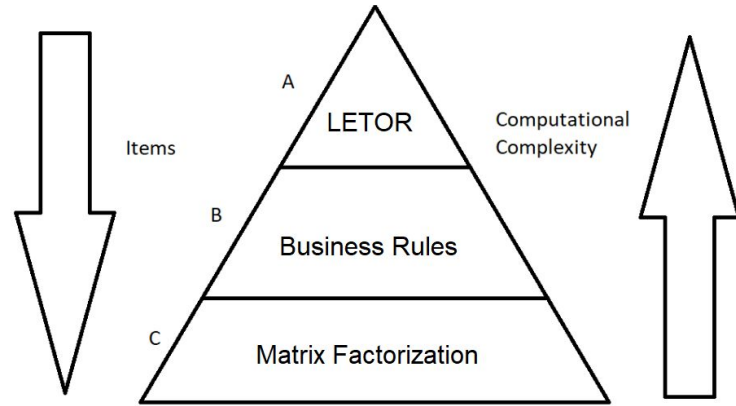 A
LETOR
Computational
Complexity
Items
B
Business Rules
C
Matrix Factorization